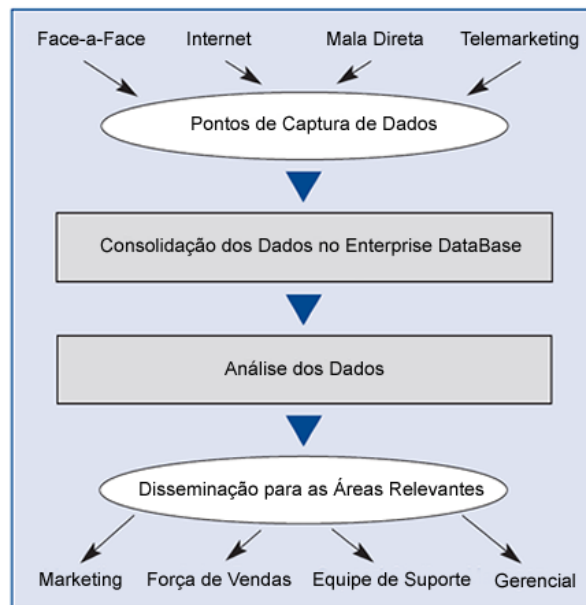 Face-a-Face Internet Mala Direta Telemarketing
Pontos de Captura de Dados
Consolidação dos Dados no Enterprise DataBase
Análise dos Dados
Disseminação para as Áreas Relevantes
Marketing Força de Vendas Equipe de Suporte Gerencial